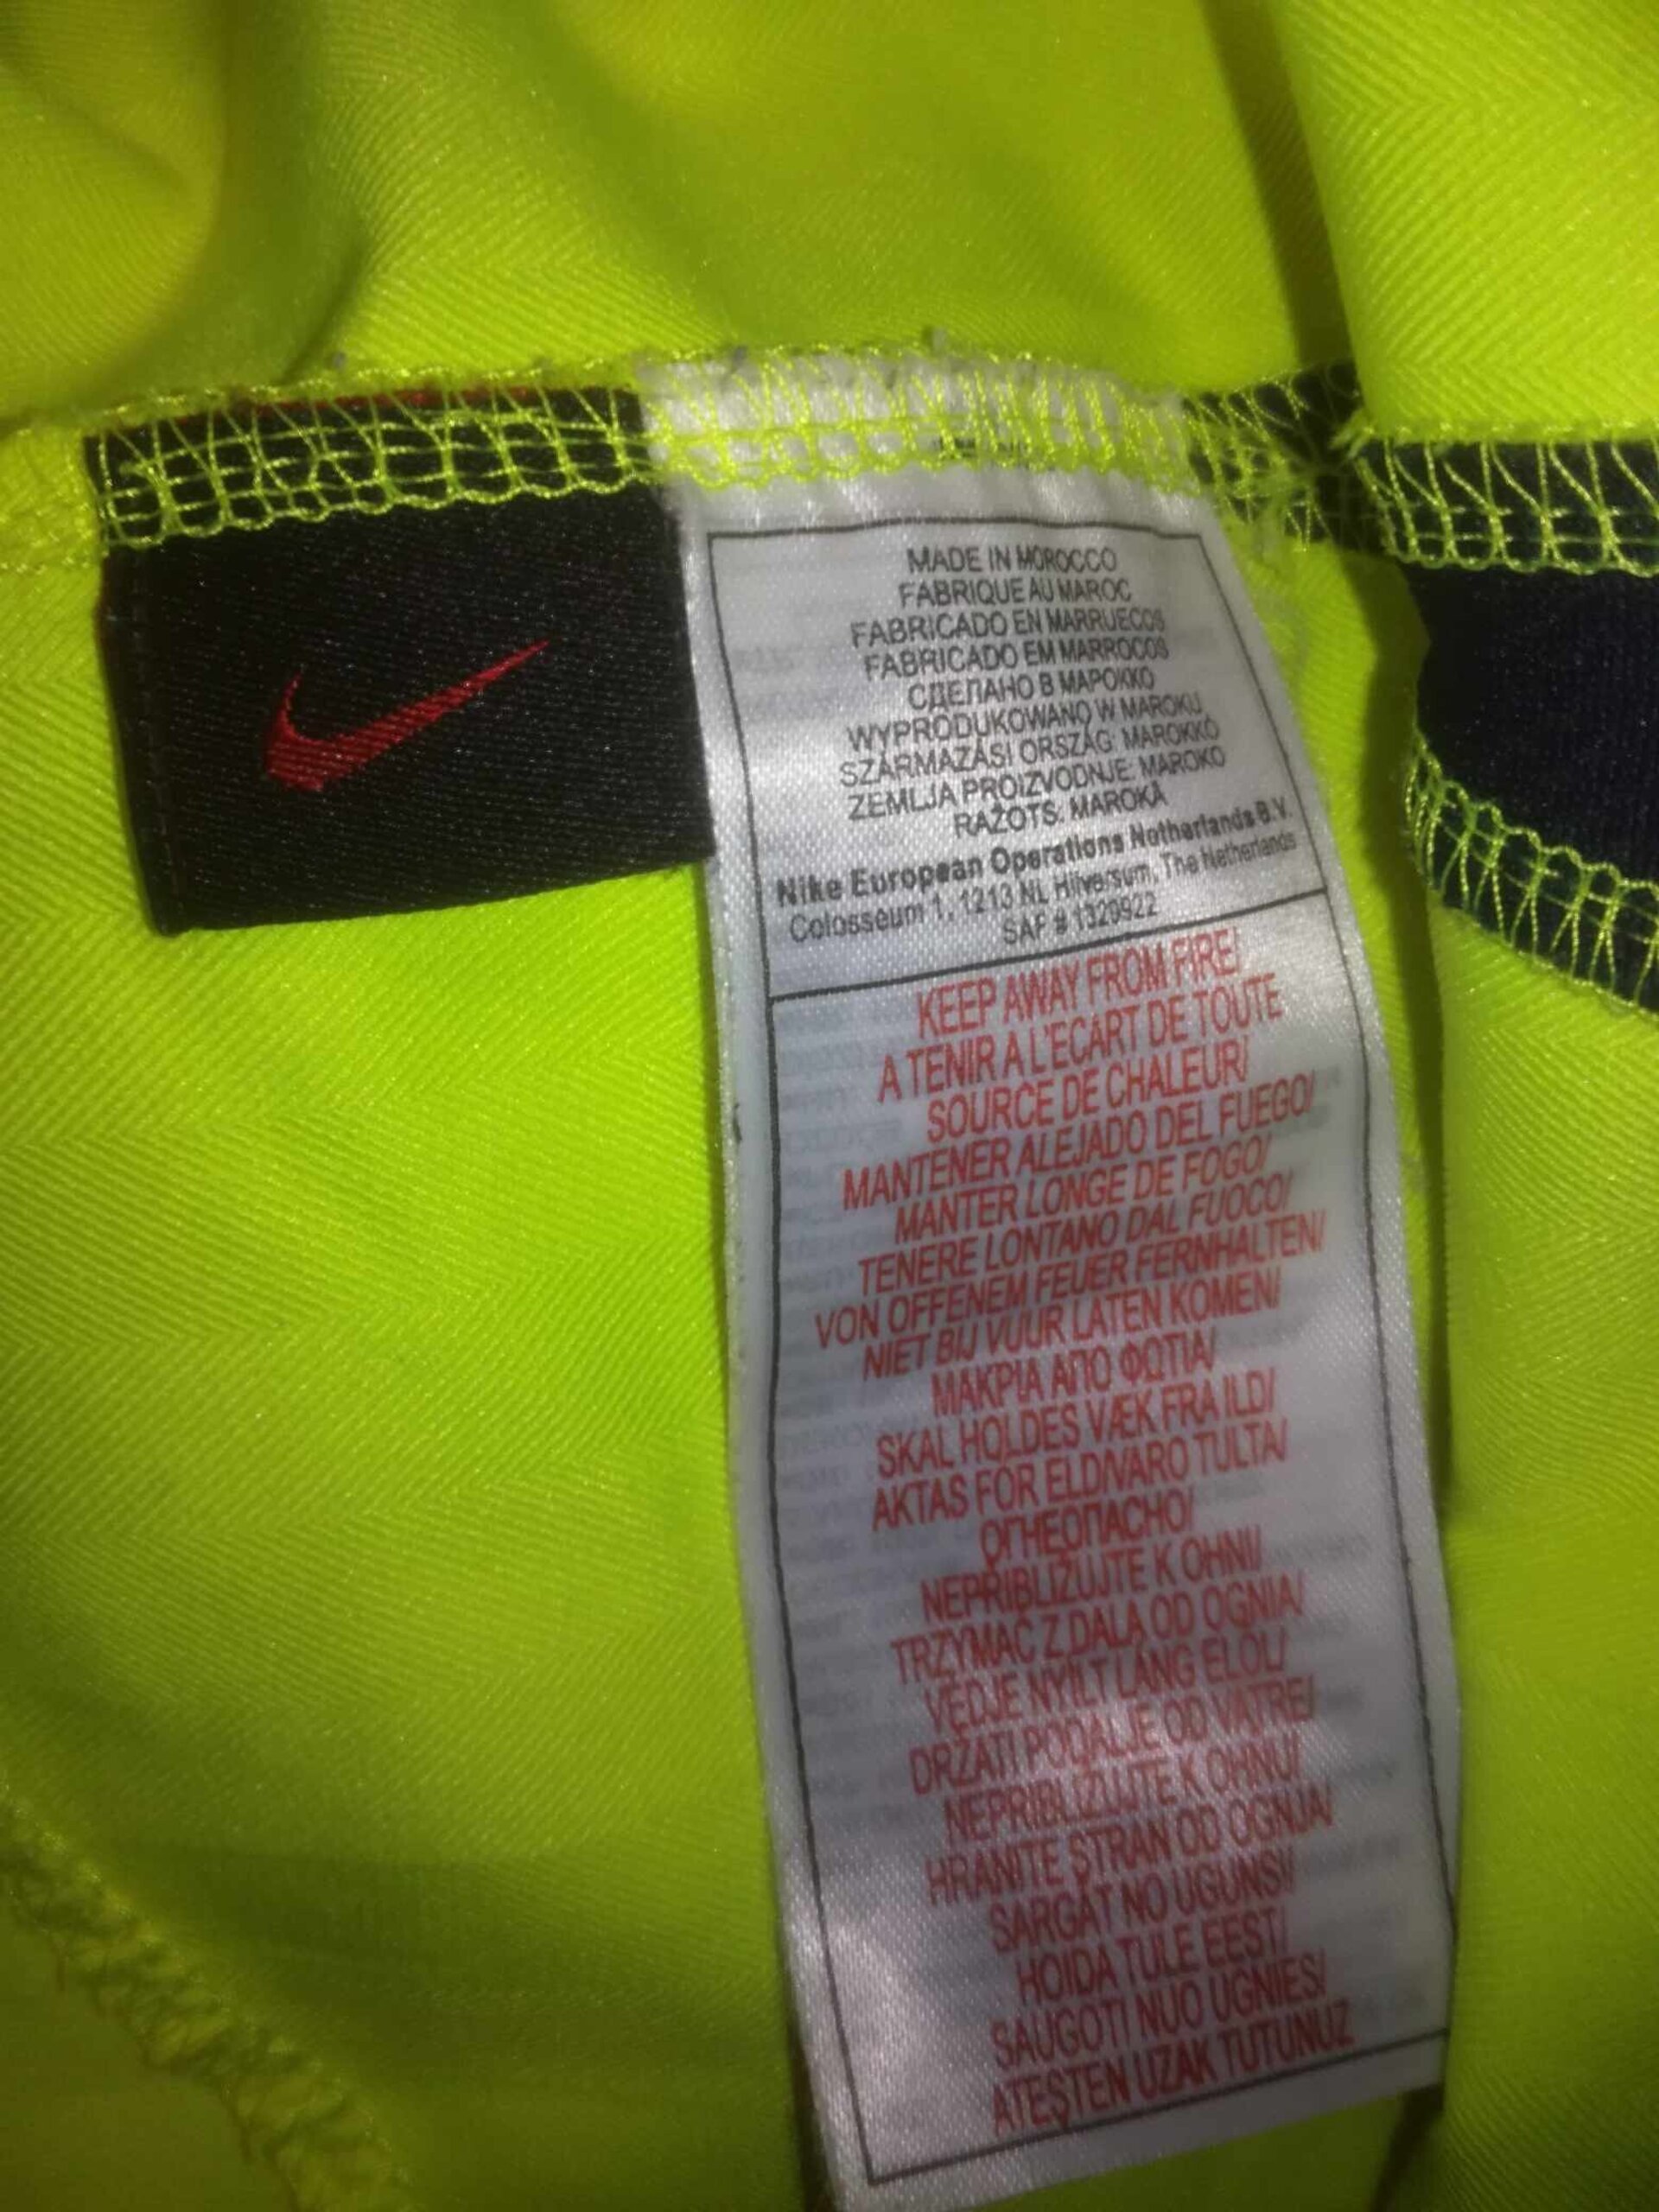 MADE IN MOROCCO
FABRIQUE AU MAROC
FABRICADO EN MARRUECOS
FABRICADO EM MARROCOS
СДЕЛАНО В МАРОККО
WYPRODUKOWANO W MAROKU
SZÁRMAZÁSI ORSZÁG: MAROKKÓ
ZEMLJA PROIZVODNJE: MAROKO
RAŽOTS: MAROKĀ
Nike European Operations Netherlands B.V.
Colosseum 1, 1213 NL Hilversum, The Netherlands
SAF # 1329922
KEEP AWAY FROM FIRE/
A TENIR A L'ECART DE TOUTE
SOURCE DE CHALEUR/
MANTENER ALEJADO DEL FUEGO/
MANTER LONGE DE FOGO/
TENERE LONTANO DAL FUOCO/
VON OFFENEM FEUER FERNHALTEN/
NIET BIJ VUUR LATEN KOMEN/
ΜΑΚΡΙΑ ΑΠΟ ΦΩΤΙΑ/
SKAL HOLDES VÆK FRA ILD/
AKTAS FÖR ELD/VARO TULTA/
ОГНЕОПАСНО/
NEPŘIBLIŽUJTE K OHNI/
TRZYMAĆ Z DALA OD OGNIA/
VÉDJE NYÍLT LÁNG ELOL/
DRŽATI PODALJE OD VATRE/
NEPRIBLIŽUJTE K OHŇU/
HRANITE STRAN OD OGNJA/
SARGĀT NO UGUNS/
HOIDA TULE EEST/
SAUGOTI NUO UGNIES/
ATEŞTEN UZAK TUTUNUZ